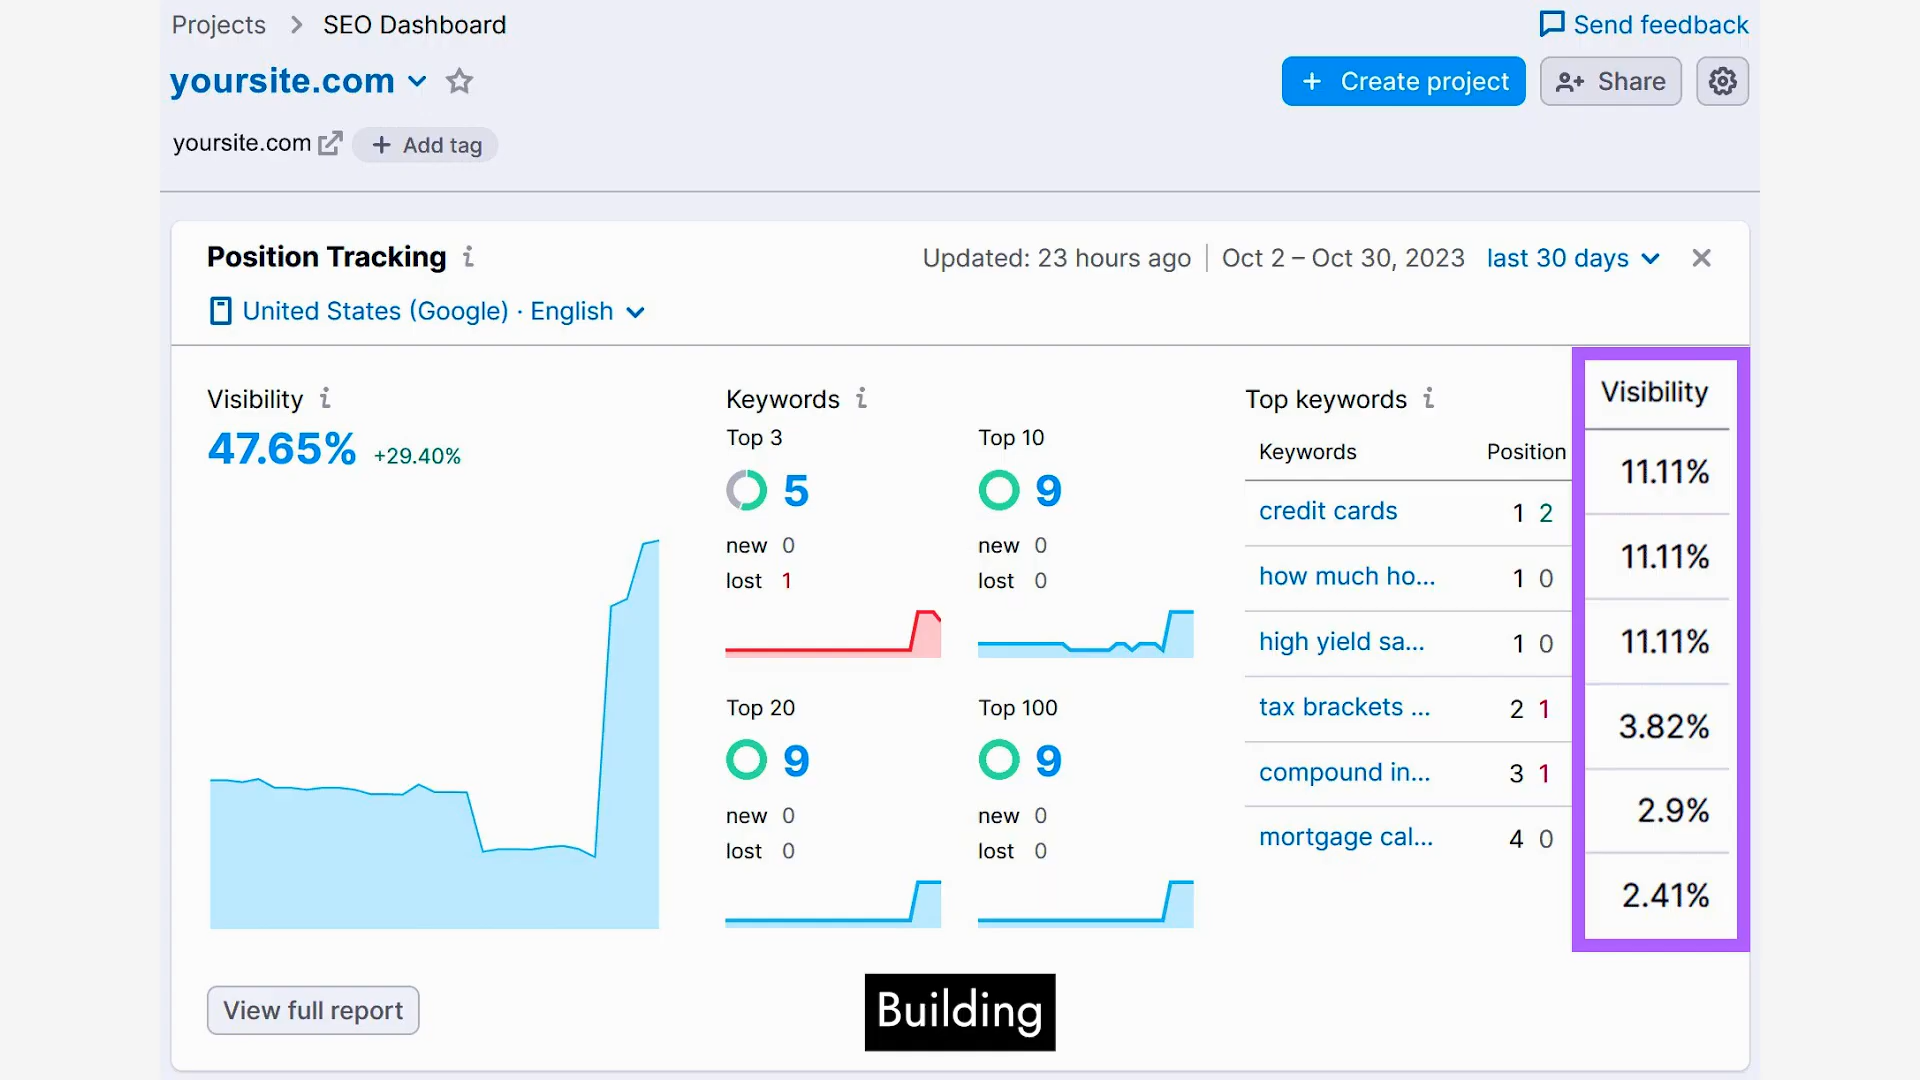 Projects > SEO Dashboard
Send feedback
yoursite.com
+ Create project
Share
yoursite.com
+ Add tag
Position Tracking i
Updated: 23 hours ago | Oct 2 – Oct 30, 2023 last 30 days
United States (Google) · English
Visibility i
47.65% +29.40%
Keywords i
Top 3
5
new 0
lost 1
Top 10
9
new 0
lost 0
Top 20
9
new 0
lost 0
Top 100
9
new 0
lost 0
Top keywords i
Keywords Position Visibility
credit cards 1 2 11.11%
how much ho... 1 0 11.11%
high yield sa... 1 0 11.11%
tax brackets ... 2 1 3.82%
compound in... 3 1 2.9%
mortgage cal... 4 0 2.41%
View full report
Building